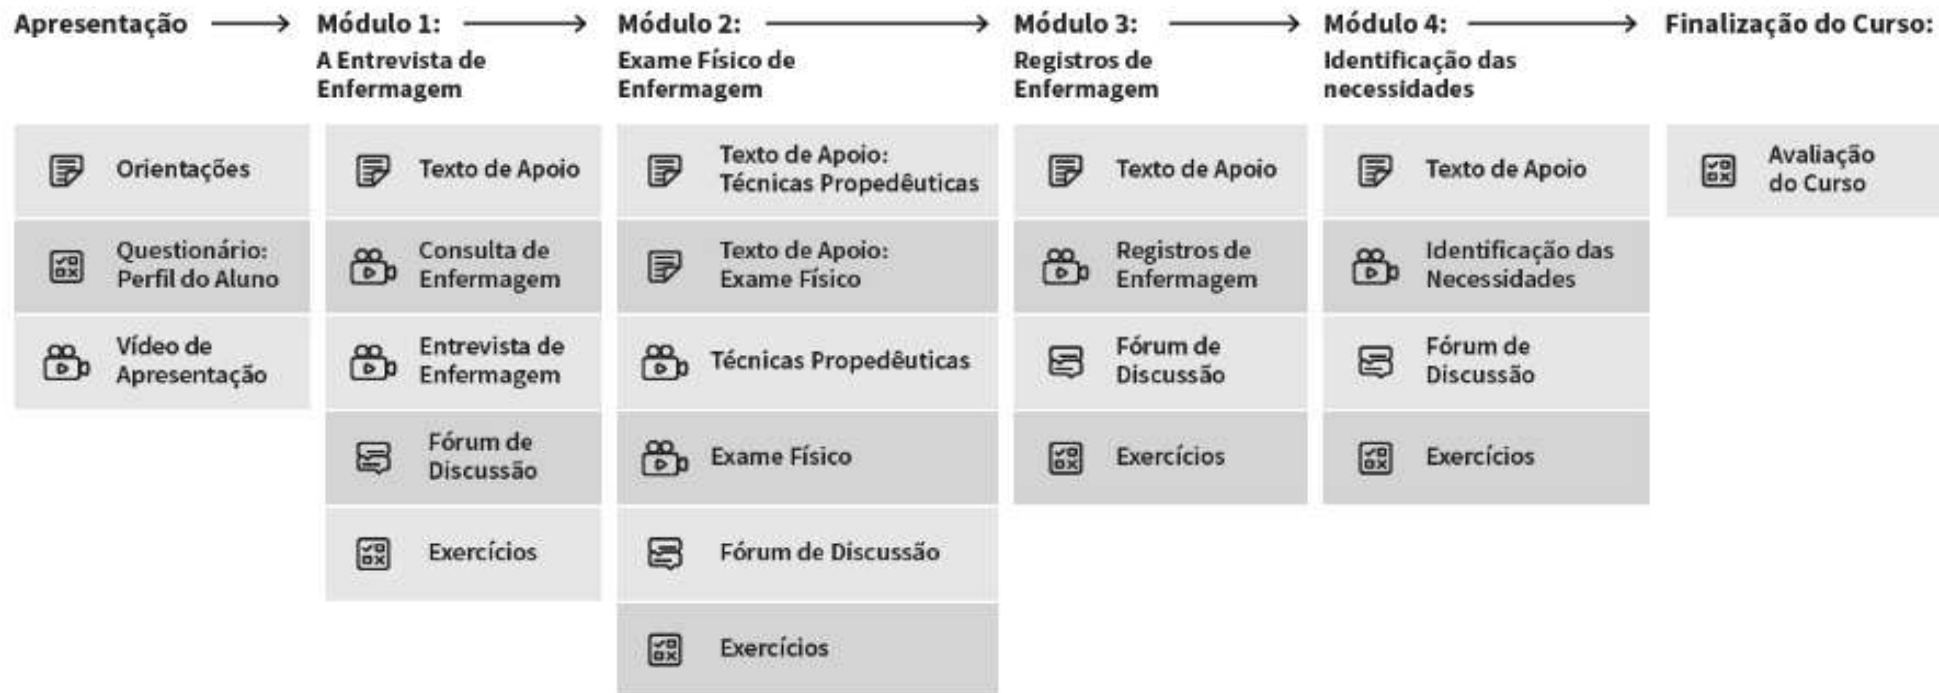 Apresentação
Orientações
Questionário:
Perfil do Aluno
Vídeo de
Apresentação
Módulo 1:
A Entrevista de
Enfermagem
Texto de Apoio
Consulta de
Enfermagem
Entrevista de
Enfermagem
Fórum de
Discussão
Exercícios
Módulo 2:
Exame Físico de
Enfermagem
Texto de Apoio:
Técnicas Propedêuticas
Texto de Apoio:
Exame Físico
Técnicas Propedêuticas
Exame Físico
Fórum de Discussão
Exercícios
Módulo 3:
Registros de
Enfermagem
Texto de Apoio
Registros de
Enfermagem
Fórum de
Discussão
Exercícios
Módulo 4:
Identificação das
necessidades
Texto de Apoio
Identificação das
Necessidades
Fórum de
Discussão
Exercícios
Finalização do Curso:
Avaliação
do Curso